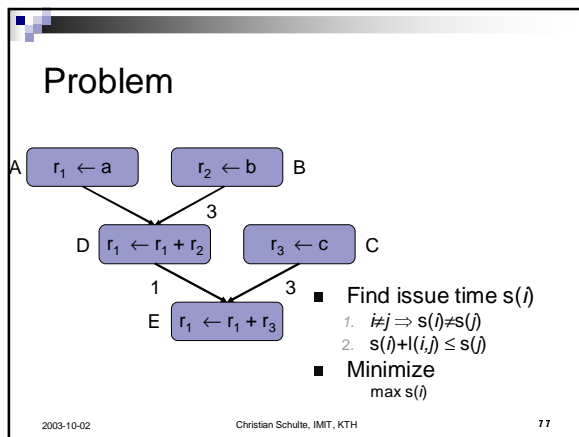 Problem
A r₁ ← a r₂ ← b B
3
D r₁ ← r₁ + r₂ r₃ ← c C
1 3
E r₁ ← r₁ + r₃
■ Find issue time s(i)
1. i≠j ⇒ s(i)≠s(j)
2. s(i)+l(i,j) ≤ s(j)
■ Minimize
max s(i)
2003-10-02 Christian Schulte, IMIT, KTH 77